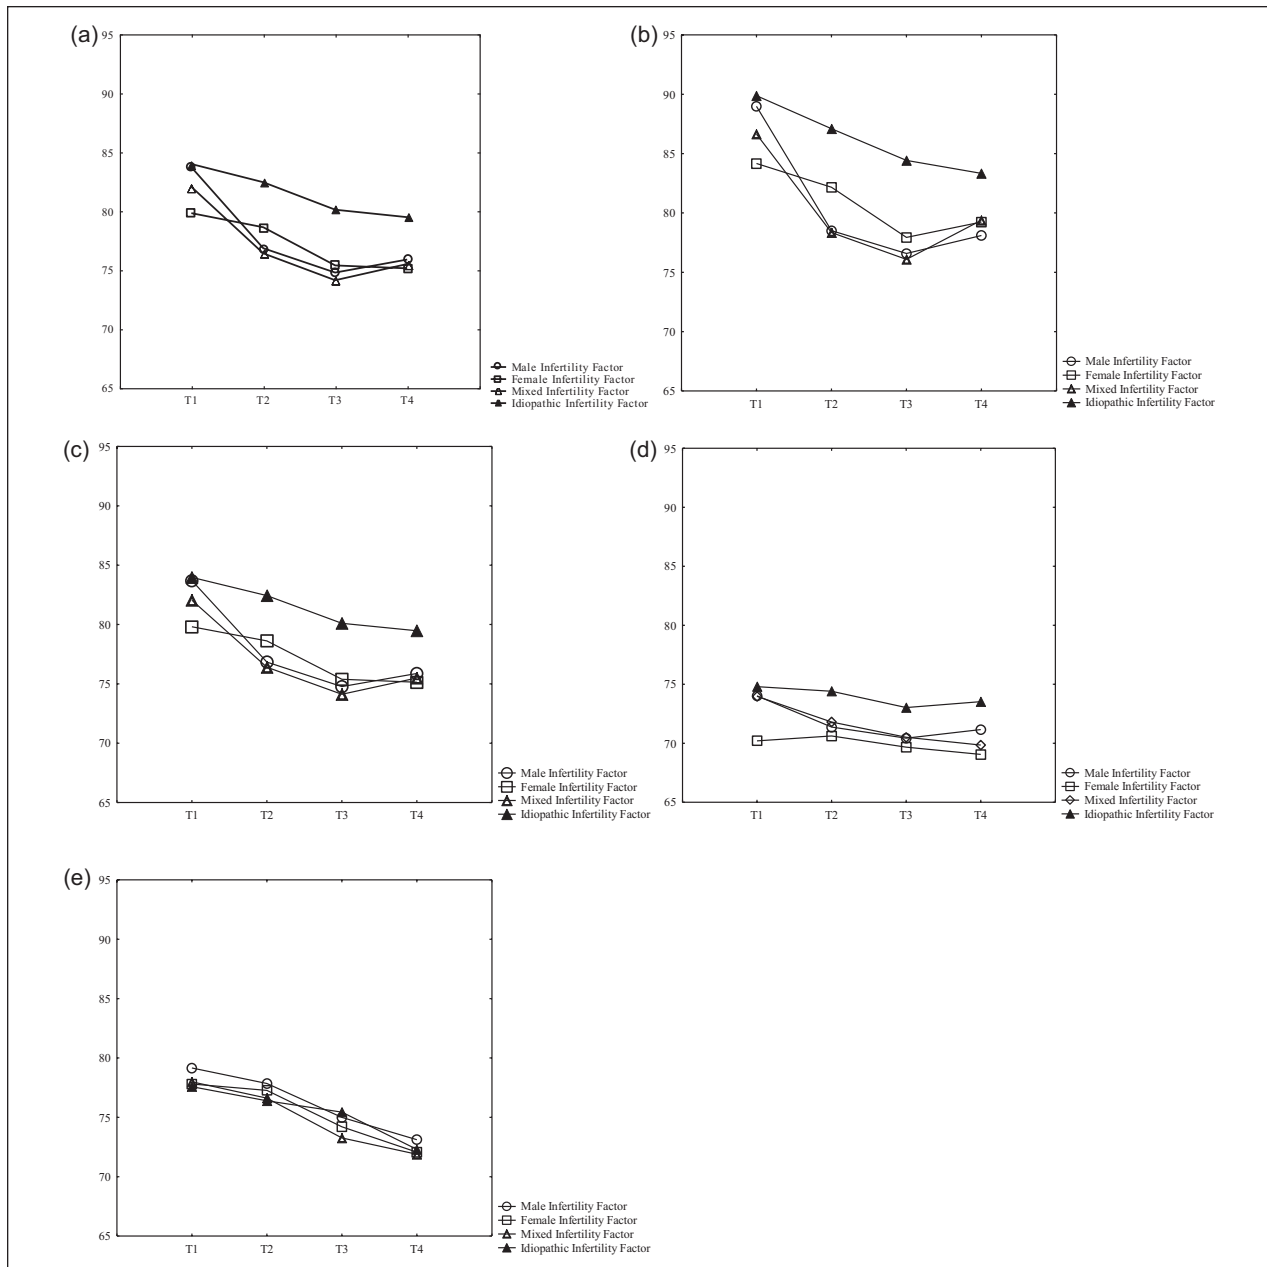 (a)
95
90
85
80
75
70
65
T1 T2 T3 T4
Male Infertility Factor
Female Infertility Factor
Mixed Infertility Factor
Idiopathic Infertility Factor
(b)
95
90
85
80
75
70
65
T1 T2 T3 T4
Male Infertility Factor
Female Infertility Factor
Mixed Infertility Factor
Idiopathic Infertility Factor
(c)
95
90
85
80
75
70
65
T1 T2 T3 T4
Male Infertility Factor
Female Infertility Factor
Mixed Infertility Factor
Idiopathic Infertility Factor
(d)
95
90
85
80
75
70
65
T1 T2 T3 T4
Male Infertility Factor
Female Infertility Factor
Mixed Infertility Factor
Idiopathic Infertility Factor
(e)
95
90
85
80
75
70
65
T1 T2 T3 T4
Male Infertility Factor
Female Infertility Factor
Mixed Infertility Factor
Idiopathic Infertility Factor